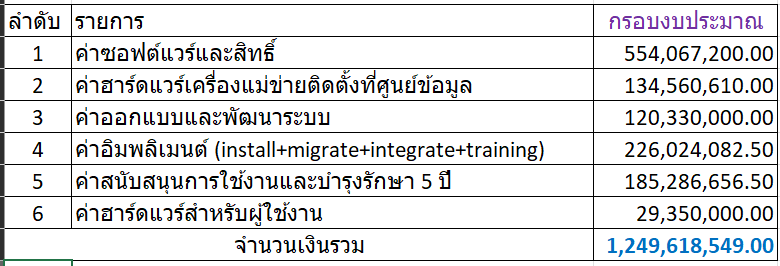 ลำดับ รายการ กรอบงบประมาณ
1 ค่าซอฟต์แวร์และสิทธิ์ 554,067,200.00
2 ค่าฮาร์ดแวร์เครื่องแม่ข่ายติดตั้งที่ศูนย์ข้อมูล 134,560,610.00
3 ค่าออกแบบและพัฒนาระบบ 120,330,000.00
4 ค่าอิมพลิเมนต์ (install+migrate+integrate+training) 226,024,082.50
5 ค่าสนับสนุนการใช้งานและบำรุงรักษา 5 ปี 185,286,656.50
6 ค่าฮาร์ดแวร์สำหรับผู้ใช้งาน 29,350,000.00
จำนวนเงินรวม 1,249,618,549.00